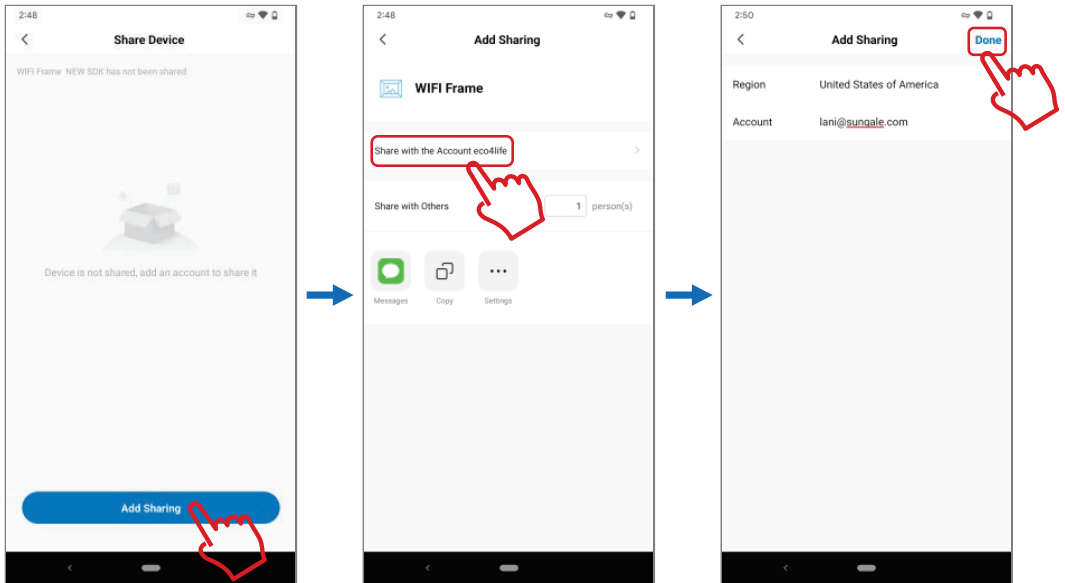 2:48
Share Device
WIFI Frame NEW SDK has not been shared
Device is not shared, add an account to share it
Add Sharing
2:48
Add Sharing
WIFI Frame
Share with the Account eco4life
Share with Others 1 person(s)
Messages Copy Settings
2:50
Add Sharing Done
Region United States of America
Account lani@sungale.com